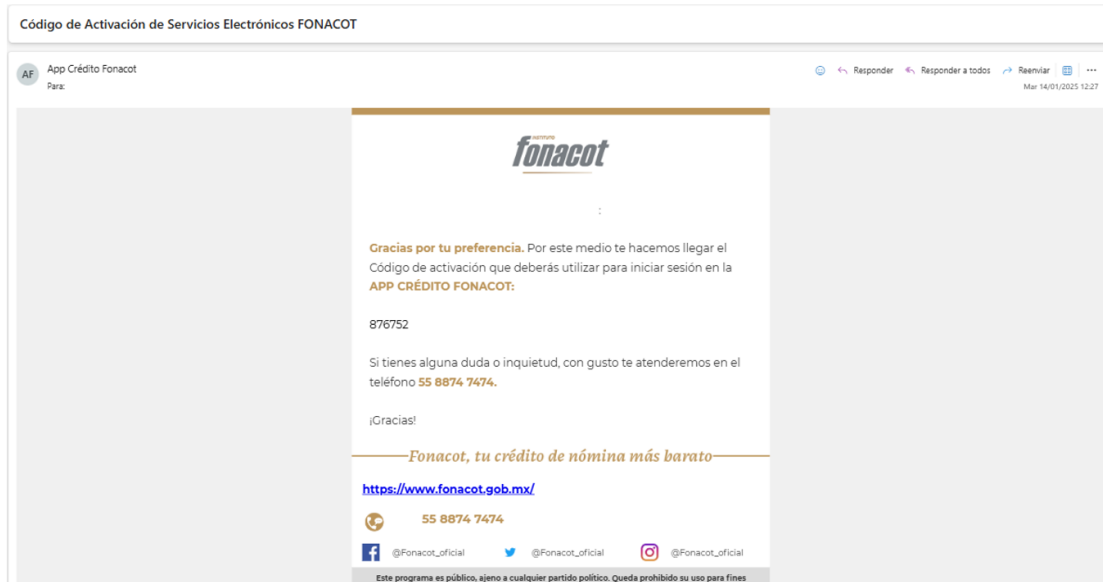 Código de Activación de Servicios Electrónicos FONACOT
AF
App Crédito Fonacot
Para:
Responder
Responder a todos
Reenviar
Mar 14/01/2025 12:27
INSTITUTO
fonacot
:
Gracias por tu preferencia. Por este medio te hacemos llegar el
Código de activación que deberás utilizar para iniciar sesión en la
APP CRÉDITO FONACOT:
876752
Si tienes alguna duda o inquietud, con gusto te atenderemos en el
teléfono 55 8874 7474.
¡Gracias!
Fonacot, tu crédito de nómina más barato
https://www.fonacot.gob.mx/
55 8874 7474
@Fonacot_oficial
@Fonacot_oficial
@Fonacot_oficial
Este programa es público, ajeno a cualquier partido político. Queda prohibido su uso para fines